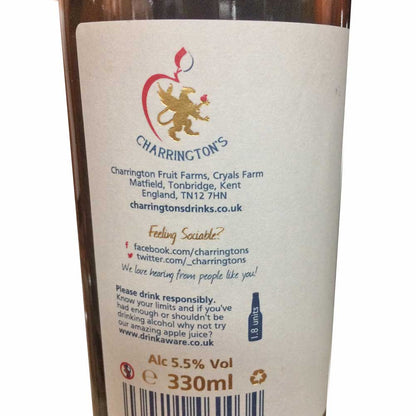 CHARRINGTON'S
Charrington Fruit Farms, Cryals Farm
Matfield, Tonbridge, Kent
England, TN12 7HN
charringtonsdrinks.co.uk
Feeling Sociable?
facebook.com/charringtons
twitter.com/_charringtons
We love hearing from people like you!
Please drink responsibly.
Know your limits and if you've
had enough or shouldn't be
drinking alcohol why not try
our amazing apple juice?
www.drinkaware.co.uk
1.8 units
Alc 5.5% Vol
e 330ml